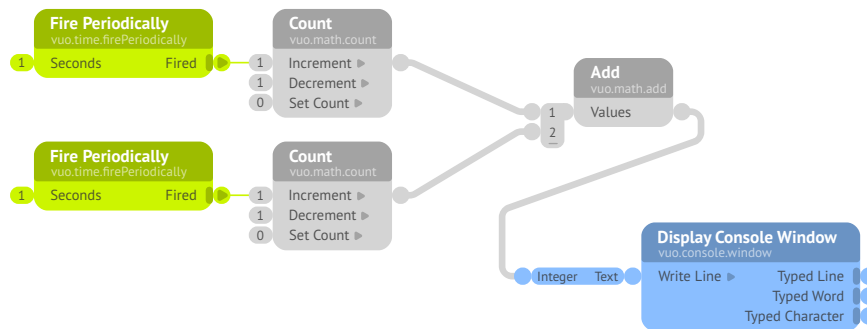 Fire Periodically
vuo.time.firePeriodically
1 Seconds Fired
Count
vuo.math.count
1 Increment
1 Decrement
0 Set Count
Add
vuo.math.add
1 Values
2
Fire Periodically
vuo.time.firePeriodically
1 Seconds Fired
Count
vuo.math.count
1 Increment
1 Decrement
0 Set Count
Display Console Window
vuo.console.window
Integer Text
Write Line Typed Line
Typed Word
Typed Character